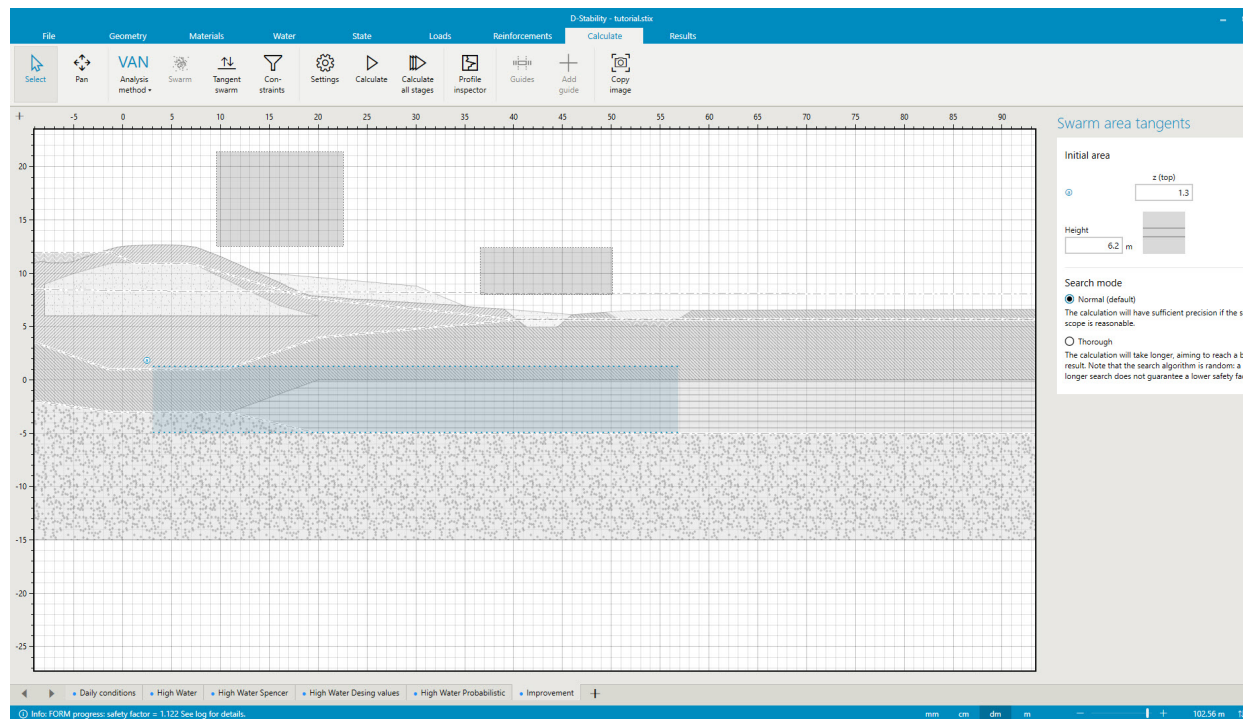 D-Stability - tutorial.stix
File Geometry Materials Water State Loads Reinforcements Calculate Results
Select Pan VAN Analysis method Swarm Tangent swarm Con-straints Settings Calculate Calculate all stages Profile inspector Guides Add guide Copy image
-5 0 5 10 15 20 25 30 35 40 45 50 55 60 65 70 75 80 85 90
20
15
10
5
0
-5
-10
-15
-20
-25
Swarm area tangents
Initial area
z (top)
1.3
Height
6.2 m
Search mode
Normal (default)
The calculation will have sufficient precision if the s
scope is reasonable.
Thorough
The calculation will take longer, aiming to reach a b
result. Note that the search algorithm is random: a
longer search does not guarantee a lower safety fa
Daily conditions High Water High Water Spencer High Water Desing values High Water Probabilistic Improvement
Info: FORM progress: safety factor = 1.122 See log for details. mm cm dm m 102.56 m